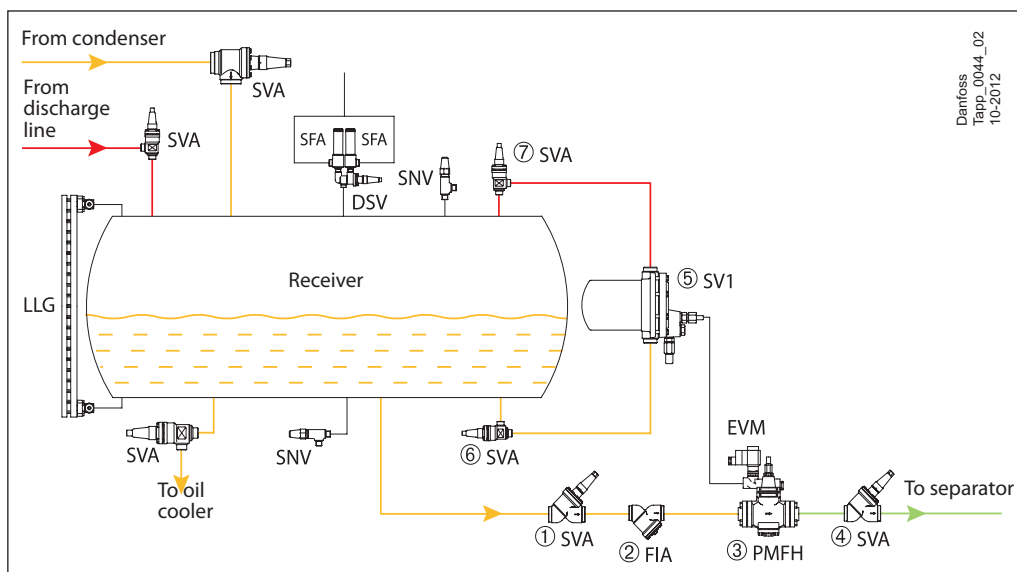 From condenser
SVA
From
discharge
line
SVA
SFA
SFA
DSV
SNV
⑦ SVA
Danfoss
Tapp_0044_02
10-2012
Receiver
LLG
⑤ SV1
SVA
To oil
cooler
SNV
⑥ SVA
EVM
To separator
① SVA
② FIA
③ PMFH
④ SVA